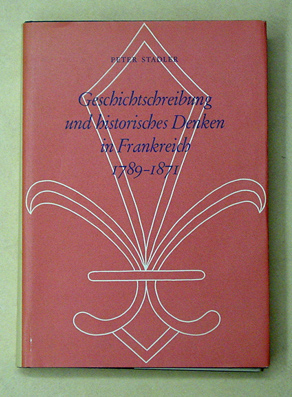 PETER STADLER
Geschichtschreibung
und historisches Denken
in Frankreich
1789–1871